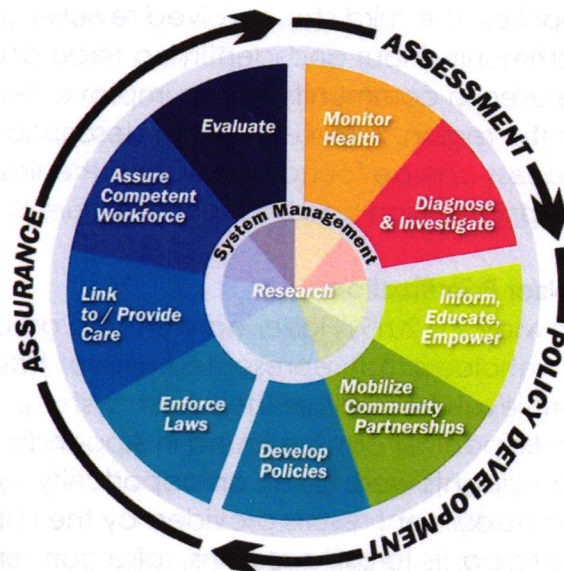 ASSESSMENT
POLICY DEVELOPMENT
ASSURANCE
Monitor
Health
Diagnose
& Investigate
Inform,
Educate,
Empower
Mobilize
Community
Partnerships
Develop
Policies
Enforce
Laws
Link
to / Provide
Care
Assure
Competent
Workforce
Evaluate
System Management
Research